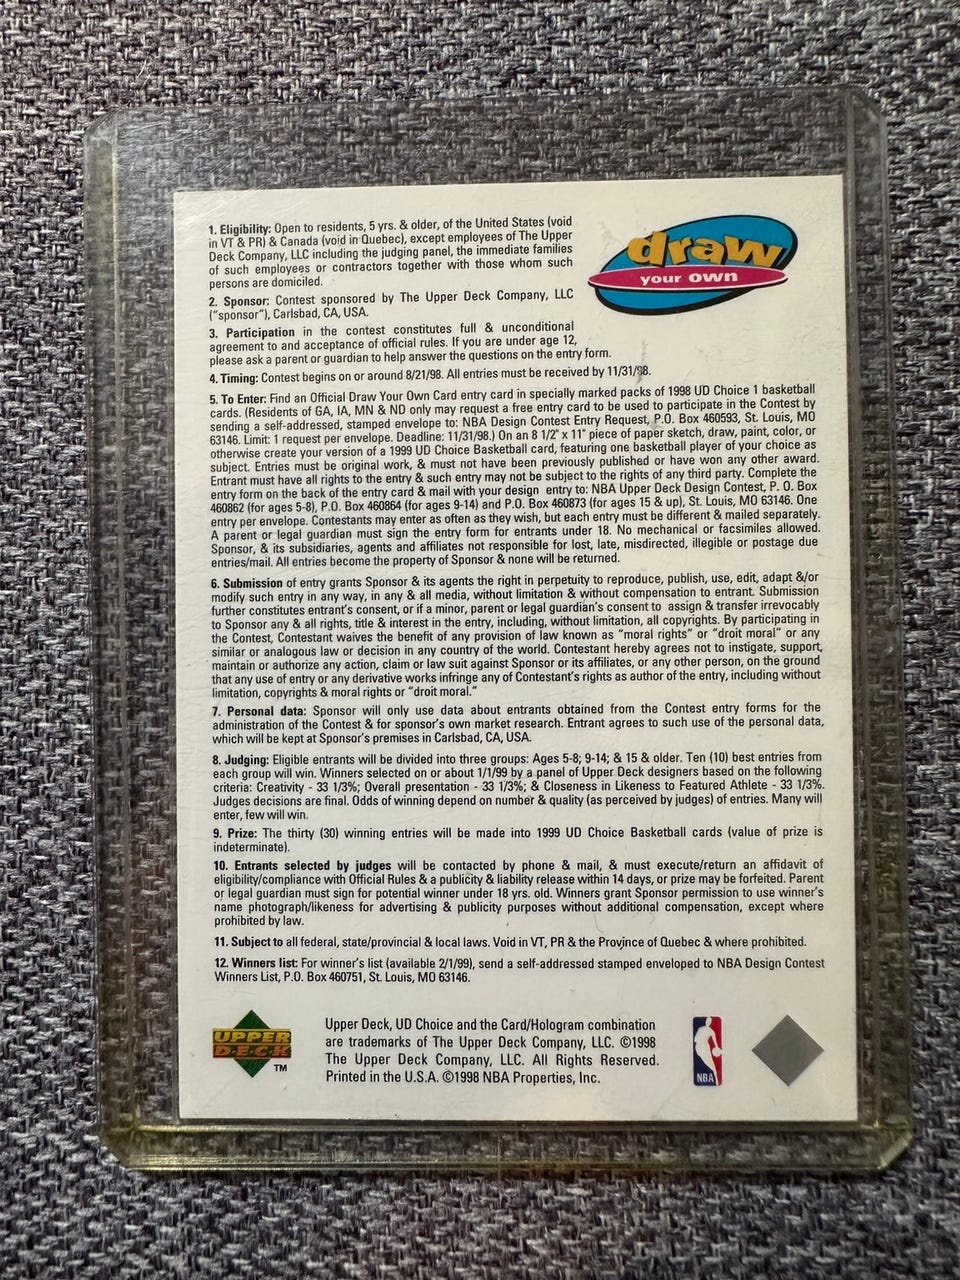 1. Eligibility: Open to residents, 5 yrs. & older, of the United States (void
in VT & PR) & Canada (void in Quebec), except employees of The Upper
Deck Company, LLC including the judging panel, the immediate families
of such employees or contractors together with those whom such
persons are domiciled.
draw
your own
2. Sponsor: Contest sponsored by The Upper Deck Company, LLC
("sponsor"), Carlsbad, CA, USA.
3. Participation in the contest constitutes full & unconditional
agreement to and acceptance of official rules. If you are under age 12,
please ask a parent or guardian to help answer the questions on the entry form.
4. Timing: Contest begins on or around 8/21/98. All entries must be received by 11/31/98.
5. To Enter: Find an Official Draw Your Own Card entry card in specially marked packs of 1998 UD Choice 1 basketball
cards. (Residents of GA, IA, MN & ND only may request a free entry card to be used to participate in the Contest by
sending a self-addressed, stamped envelope to: NBA Design Contest Entry Request, P.O. Box 460593, St. Louis, MO
63146. Limit: 1 request per envelope. Deadline: 11/31/98.) On an 8 1/2" x 11" piece of paper sketch, draw, paint, color, or
otherwise create your version of a 1999 UD Choice Basketball card, featuring one basketball player of your choice as
subject. Entries must be original work, & must not have been previously published or have won any other award.
Entrant must have all rights to the entry & such entry may not be subject to the rights of any third party. Complete the
entry form on the back of the entry card & mail with your design entry to: NBA Upper Deck Design Contest, P. O. Box
460862 (for ages 5-8), P.O. Box 460864 (for ages 9-14) and P.O. Box 460873 (for ages 15 & up), St. Louis, MO 63146. One
entry per envelope. Contestants may enter as often as they wish, but each entry must be different & mailed separately.
A parent or legal guardian must sign the entry form for entrants under 18. No mechanical or facsimiles allowed.
Sponsor, & its subsidiaries, agents and affiliates not responsible for lost, late, misdirected, illegible or postage due
entries/mail. All entries become the property of Sponsor & none will be returned.
6. Submission of entry grants Sponsor & its agents the right in perpetuity to reproduce, publish, use, edit, adapt &/or
modify such entry in any way, in any & all media, without limitation & without compensation to entrant. Submission
further constitutes entrant's consent, or if a minor, parent or legal guardian's consent to assign & transfer irrevocably
to Sponsor any & all rights, title & interest in the entry, including, without limitation, all copyrights. By participating in
the Contest, Contestant waives the benefit of any provision of law known as "moral rights" or "droit moral" or any
similar or analogous law or decision in any country of the world. Contestant hereby agrees not to instigate, support,
maintain or authorize any action, claim or law suit against Sponsor or its affiliates, or any other person, on the ground
that any use of entry or any derivative works infringe any of Contestant's rights as author of the entry, including without
limitation, copyrights & moral rights or "droit moral."
7. Personal data: Sponsor will only use data about entrants obtained from the Contest entry forms for the
administration of the Contest & for sponsor's own market research. Entrant agrees to such use of the personal data,
which will be kept at Sponsor's premises in Carlsbad, CA, USA.
8. Judging: Eligible entrants will be divided into three groups: Ages 5-8; 9-14; & 15 & older. Ten (10) best entries from
each group will win. Winners selected on or about 1/1/99 by a panel of Upper Deck designers based on the following
criteria: Creativity - 33 1/3%; Overall presentation - 33 1/3%; & Closeness in Likeness to Featured Athlete - 33 1/3%.
Judges decisions are final. Odds of winning depend on number & quality (as perceived by judges) of entries. Many will
enter, few will win.
9. Prize: The thirty (30) winning entries will be made into 1999 UD Choice Basketball cards (value of prize is
indeterminate).
10. Entrants selected by judges will be contacted by phone & mail, & must execute/return an affidavit of
eligibility/compliance with Official Rules & a publicity & liability release within 14 days, or prize may be forfeited. Parent
or legal guardian must sign for potential winner under 18 yrs. old. Winners grant Sponsor permission to use winner's
name photograph/likeness for advertising & publicity purposes without additional compensation, except where
prohibited by law.
11. Subject to all federal, state/provincial & local laws. Void in VT, PR & the Province of Quebec & where prohibited.
12. Winners list: For winner's list (available 2/1/99), send a self-addressed stamped enveloped to NBA Design Contest
Winners List, P.O. Box 460751, St. Louis, MO 63146.
UPPER
DECK
TM
Upper Deck, UD Choice and the Card/Hologram combination
are trademarks of The Upper Deck Company, LLC. ©1998
The Upper Deck Company, LLC. All Rights Reserved.
Printed in the U.S.A. ©1998 NBA Properties, Inc.
NBA